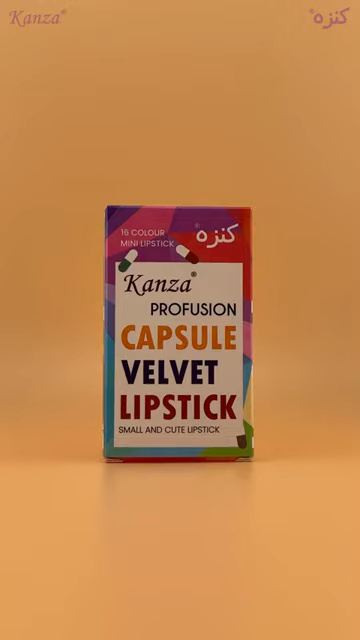 Kanza®
كنزه®
16 COLOUR
MINI LIPSTICK
كنزه®
Kanza®
PROFUSION
CAPSULE
VELVET
LIPSTICK
SMALL AND CUTE LIPSTICK